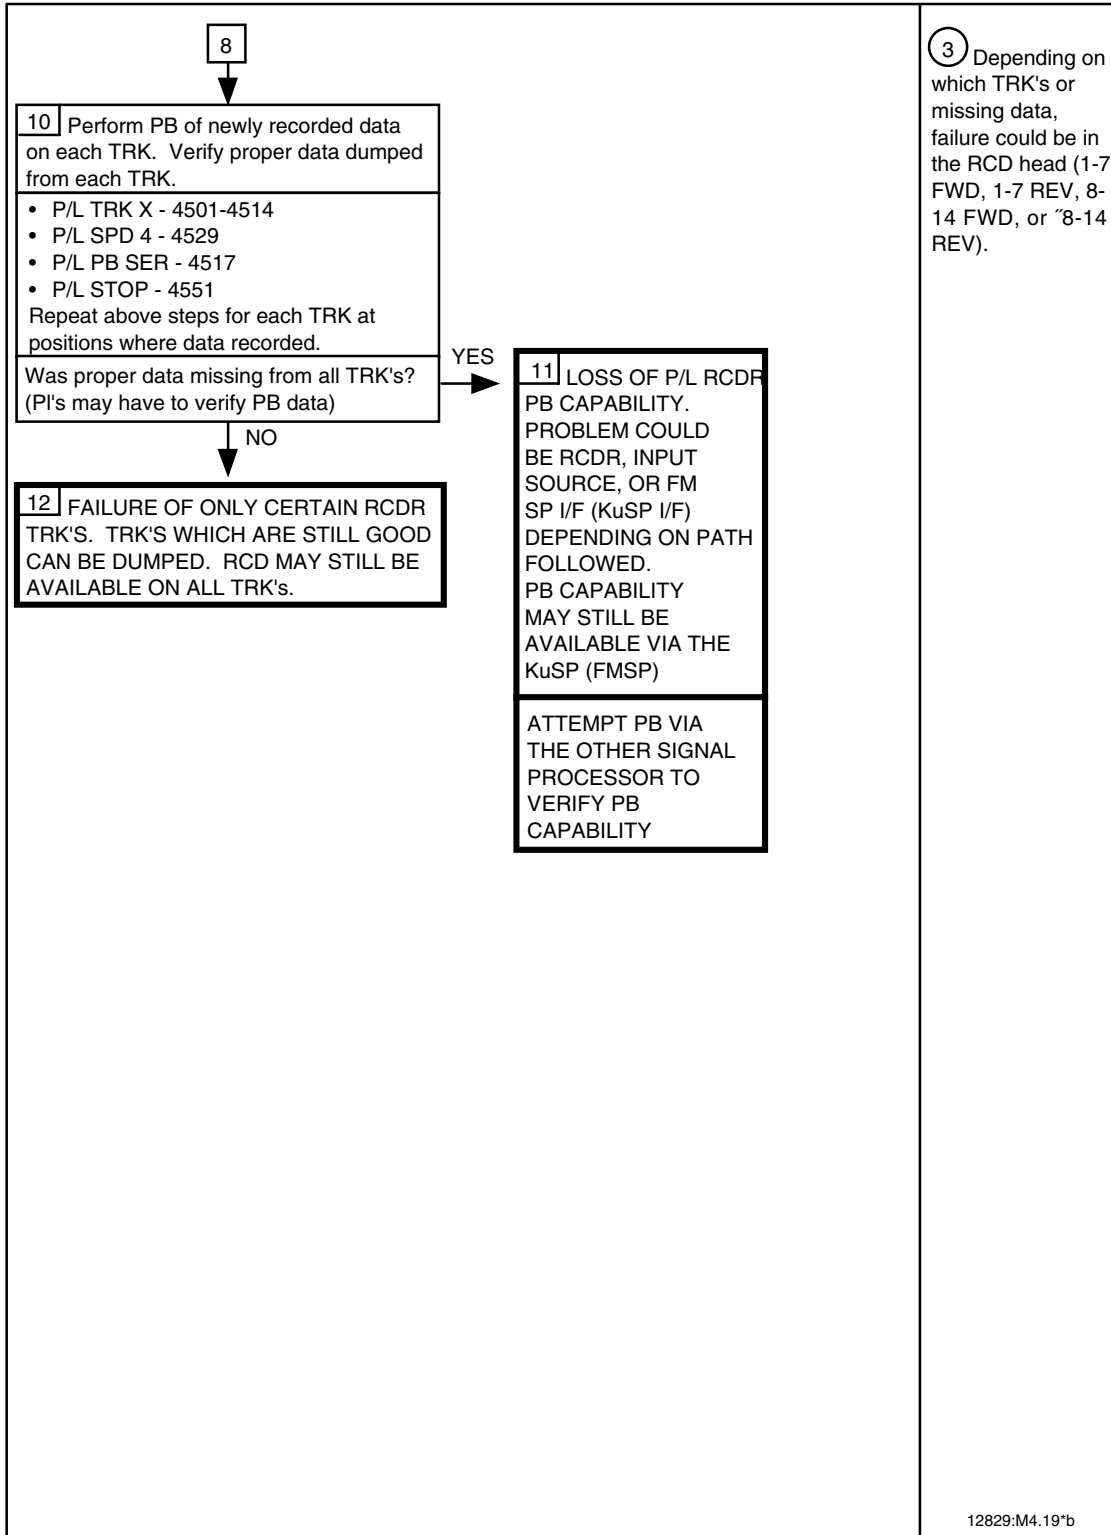 8
10 Perform PB of newly recorded data
on each TRK. Verify proper data dumped
from each TRK.
• P/L TRK X - 4501-4514
• P/L SPD 4 - 4529
• P/L PB SER - 4517
• P/L STOP - 4551
Repeat above steps for each TRK at
positions where data recorded.
Was proper data missing from all TRK's?
(PI's may have to verify PB data)
YES
NO
11 LOSS OF P/L RCDR
PB CAPABILITY.
PROBLEM COULD
BE RCDR, INPUT
SOURCE, OR FM
SP I/F (KuSP I/F)
DEPENDING ON PATH
FOLLOWED.
PB CAPABILITY
MAY STILL BE
AVAILABLE VIA THE
KuSP (FMSP)
ATTEMPT PB VIA
THE OTHER SIGNAL
PROCESSOR TO
VERIFY PB
CAPABILITY
12 FAILURE OF ONLY CERTAIN RCDR
TRK'S. TRK'S WHICH ARE STILL GOOD
CAN BE DUMPED. RCD MAY STILL BE
AVAILABLE ON ALL TRK's.
3 Depending on
which TRK's or
missing data,
failure could be in
the RCD head (1-7
FWD, 1-7 REV, 8-
14 FWD, or ˝8-14
REV).
12829:M4.19*b